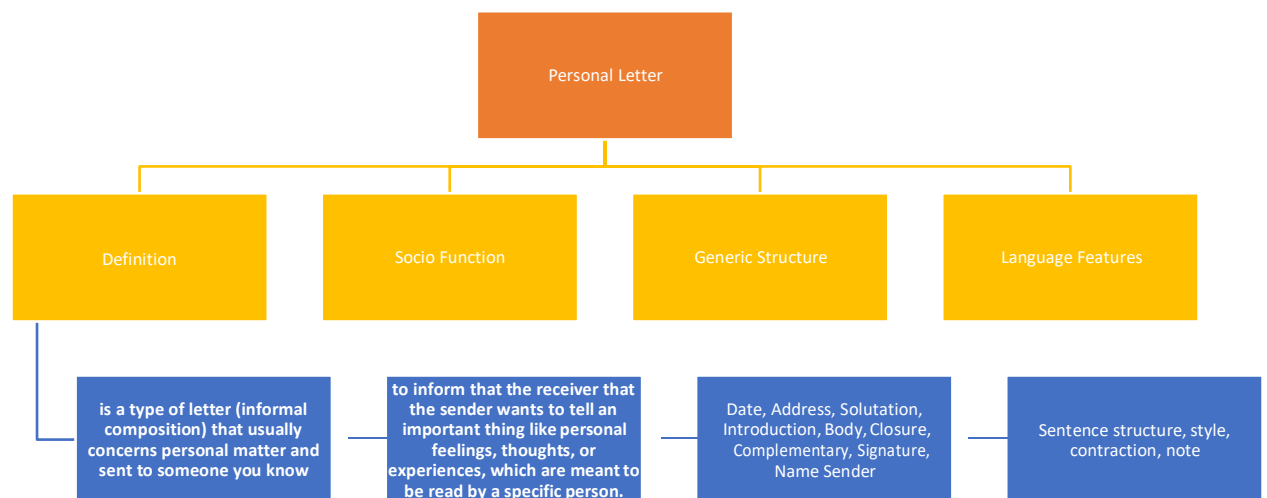 Personal Letter
Definition
Socio Function
Generic Structure
Language Features
is a type of letter (informal
composition) that usually
concerns personal matter and
sent to someone you know
to inform that the receiver that
the sender wants to tell an
important thing like personal
feelings, thoughts, or
experiences, which are meant to
be read by a specific person.
Date, Address, Solutation,
Introduction, Body, Closure,
Complementary, Signature,
Name Sender
Sentence structure, style,
contraction, note